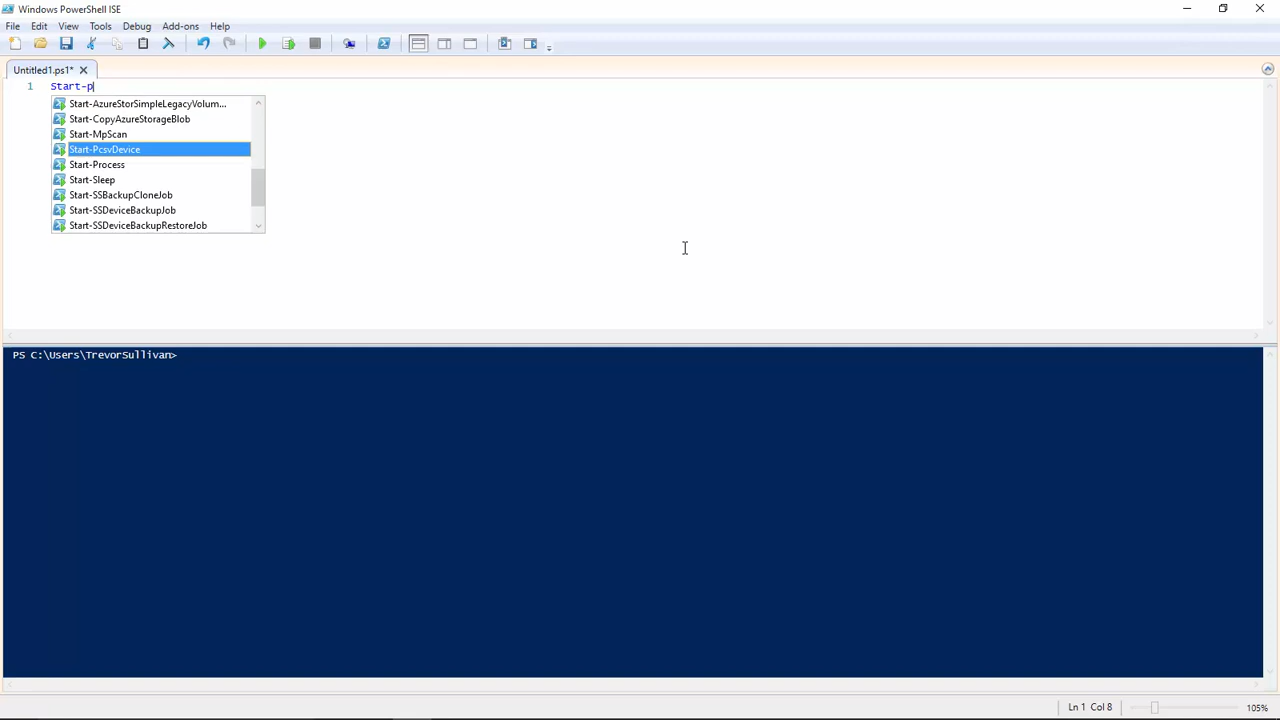 Windows PowerShell ISE
File Edit View Tools Debug Add-ons Help
Untitled1.ps1*
1 Start-p
Start-AzureStorSimpleLegacyVolum...
Start-CopyAzureStorageBlob
Start-MpScan
Start-PcsvDevice
Start-Process
Start-Sleep
Start-SSBackupCloneJob
Start-SSDeviceBackupJob
Start-SSDeviceBackupRestoreJob
PS C:\Users\TrevorSullivan>
Ln 1 Col 8 105%